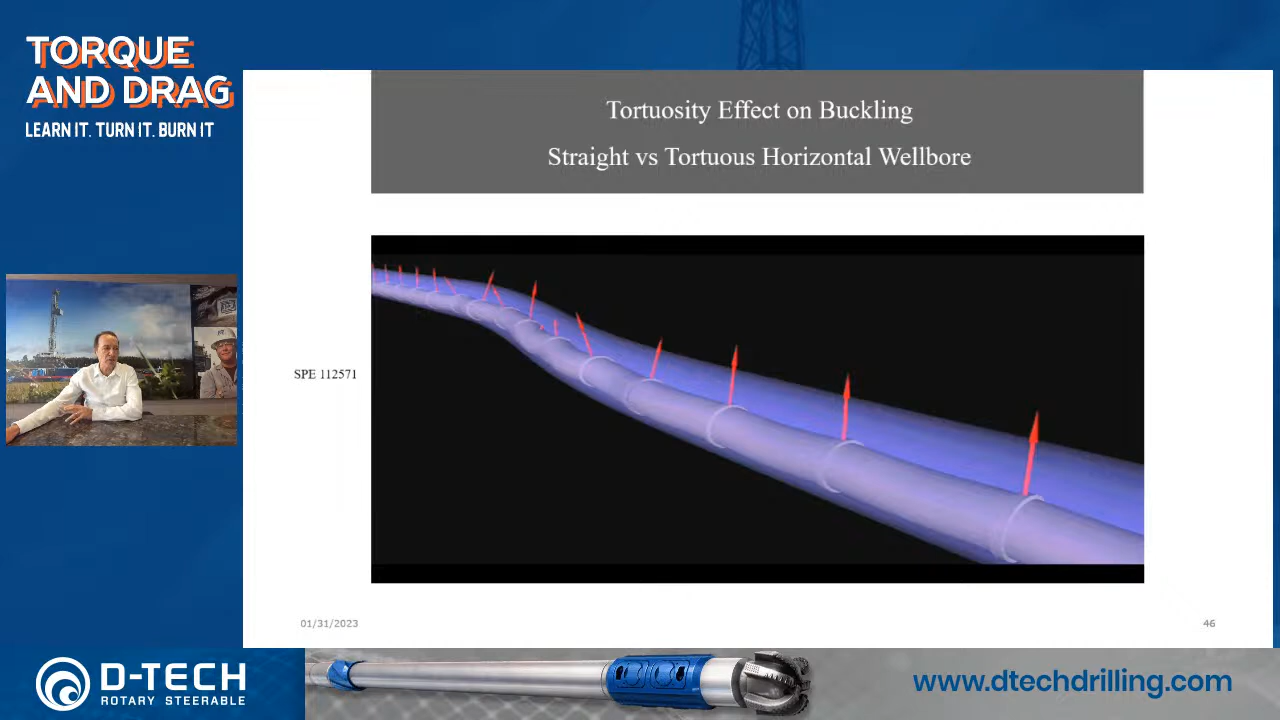 TORQUE
AND DRAG
LEARN IT. TURN IT. BURN IT
Tortuosity Effect on Buckling
Straight vs Tortuous Horizontal Wellbore
SPE 112571
01/31/2023
46
D-TECH
ROTARY STEERABLE
www.dtechdrilling.com